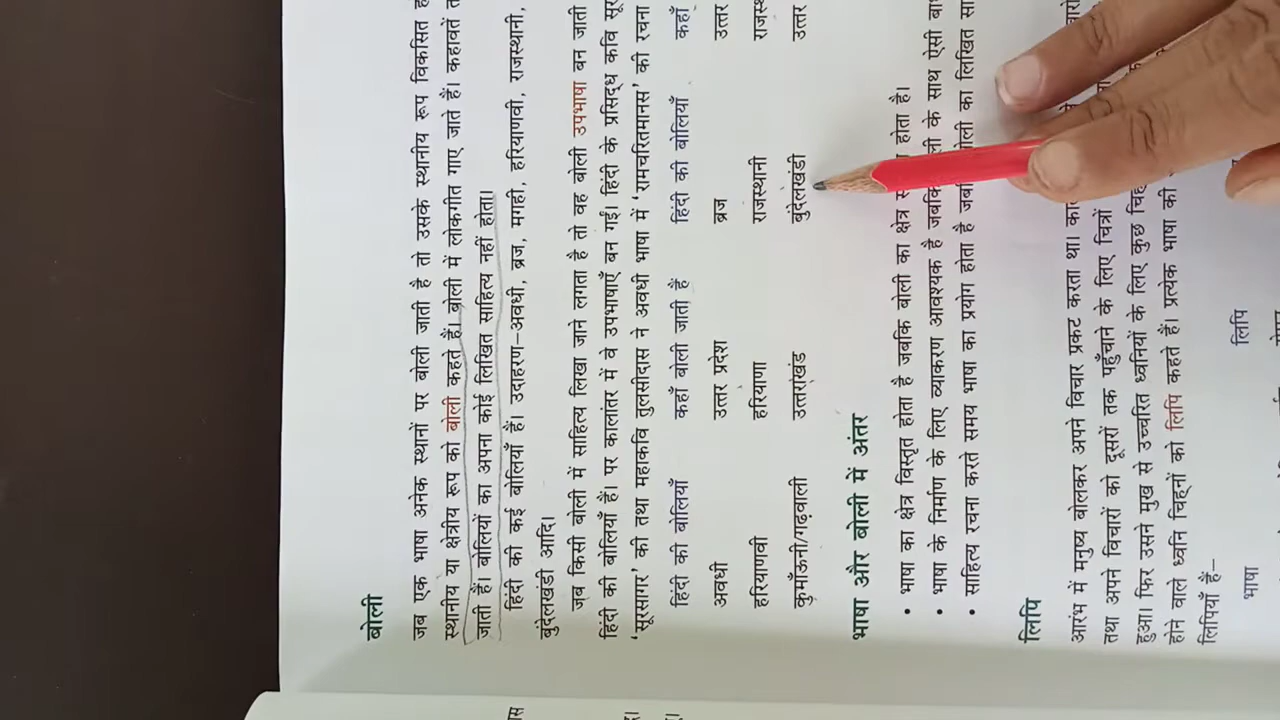 बोली
जब एक भाषा अनेक स्थानों पर बोली जाती है तो उसके स्थानीय रूप विकसित
स्थानीय या क्षेत्रीय रूप को बोली कहते हैं। बोली में लोकगीत गाए जाते हैं। कहावतें
जाती हैं। बोलियों का अपना कोई लिखित साहित्य नहीं होता।
हिंदी की कई बोलियाँ हैं। उदाहरण–अवधी, ब्रज, मगही, हरियाणवी, राजस्थानी,
बुंदेलखंडी आदि।
जब किसी बोली में साहित्य लिखा जाने लगता है तो वह बोली उपभाषा बन जाती
हिंदी की बोलियाँ हैं। पर कालांतर में वे उपभाषाएँ बन गईं। हिंदी के प्रसिद्ध कवि
'सूरसागर' की तथा महाकवि तुलसीदास ने अवधी भाषा में 'रामचरितमानस' की रचना
हिंदी की बोलियाँ कहाँ बोली जाती हैं हिंदी की बोलियाँ कहाँ
अवधी उत्तर प्रदेश ब्रज उत्तर
हरियाणवी हरियाणा राजस्थानी
कुमाँऊनी/गढ़वाली उत्तरांखंड बुंदेलखंडी उत्तर
भाषा और बोली में अंतर
• भाषा का क्षेत्र विस्तृत होता है जबकि बोली का क्षेत्र होता है।
• भाषा के निर्माण के लिए व्याकरण आवश्यक है जबकि के साथ ऐसी
• साहित्य रचना करते समय भाषा का प्रयोग होता है का लिखित
लिपि
आरंभ में मनुष्य बोलकर अपने विचार प्रकट करता था।
तथा अपने विचारों को दूसरों तक पहुँचाने के लिए चित्रों
हुआ। फिर उसने मुख से उच्चरित ध्वनियों के लिए कुछ
होने वाले ध्वनि चिह्नों को लिपि कहते हैं। प्रत्येक भाषा की
लिपियाँ हैं–
भाषा लिपि